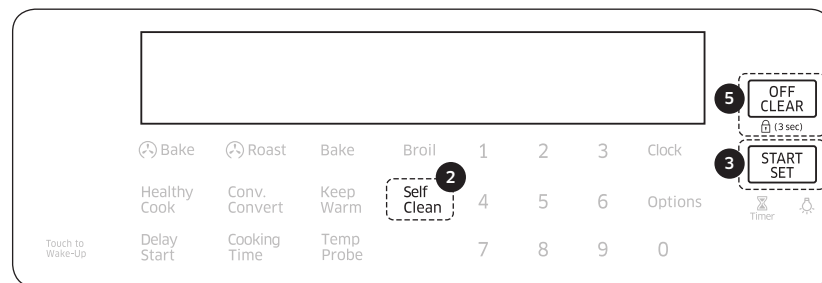 5
OFF
CLEAR
(3 sec)
Bake
Roast
Bake
Broil
1
2
3
Clock
3
START
SET
2
Healthy
Cook
Conv.
Convert
Keep
Warm
Self
Clean
4
5
6
Options
Timer
Touch to
Wake-Up
Delay
Start
Cooking
Time
Temp
Probe
7
8
9
0